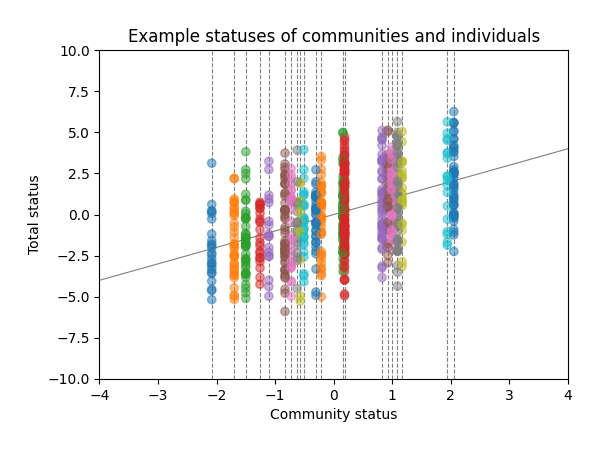 Example statuses of communities and individuals
10.0
7.5
5.0
2.5
0.0
−2.5
−5.0
−7.5
−10.0
Total status
−4 −3 −2 −1 0 1 2 3 4
Community status